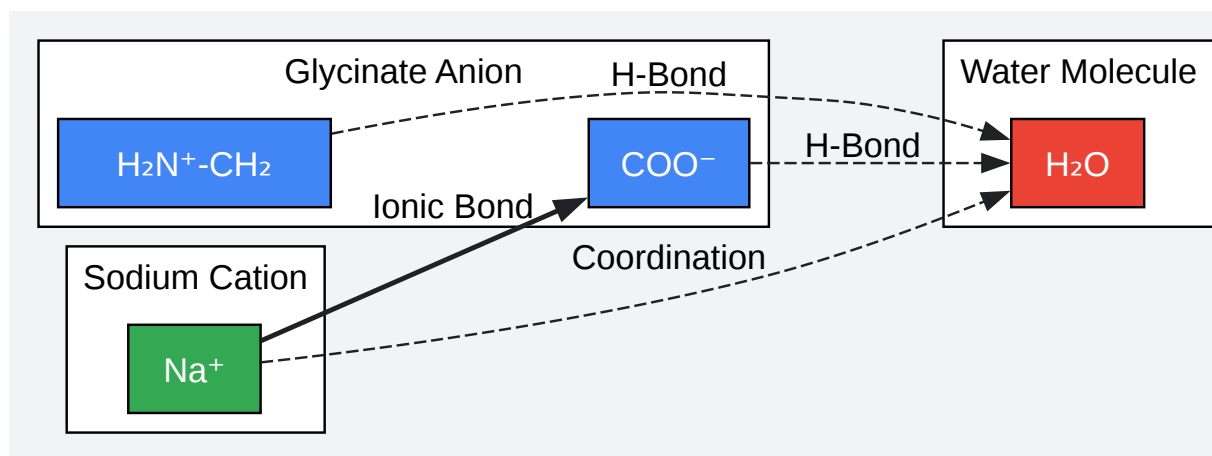 Glycinate Anion
H-Bond
Water Molecule
H₂N⁺-CH₂
COO⁻
H-Bond
H₂O
Ionic Bond
Coordination
Sodium Cation
Na⁺